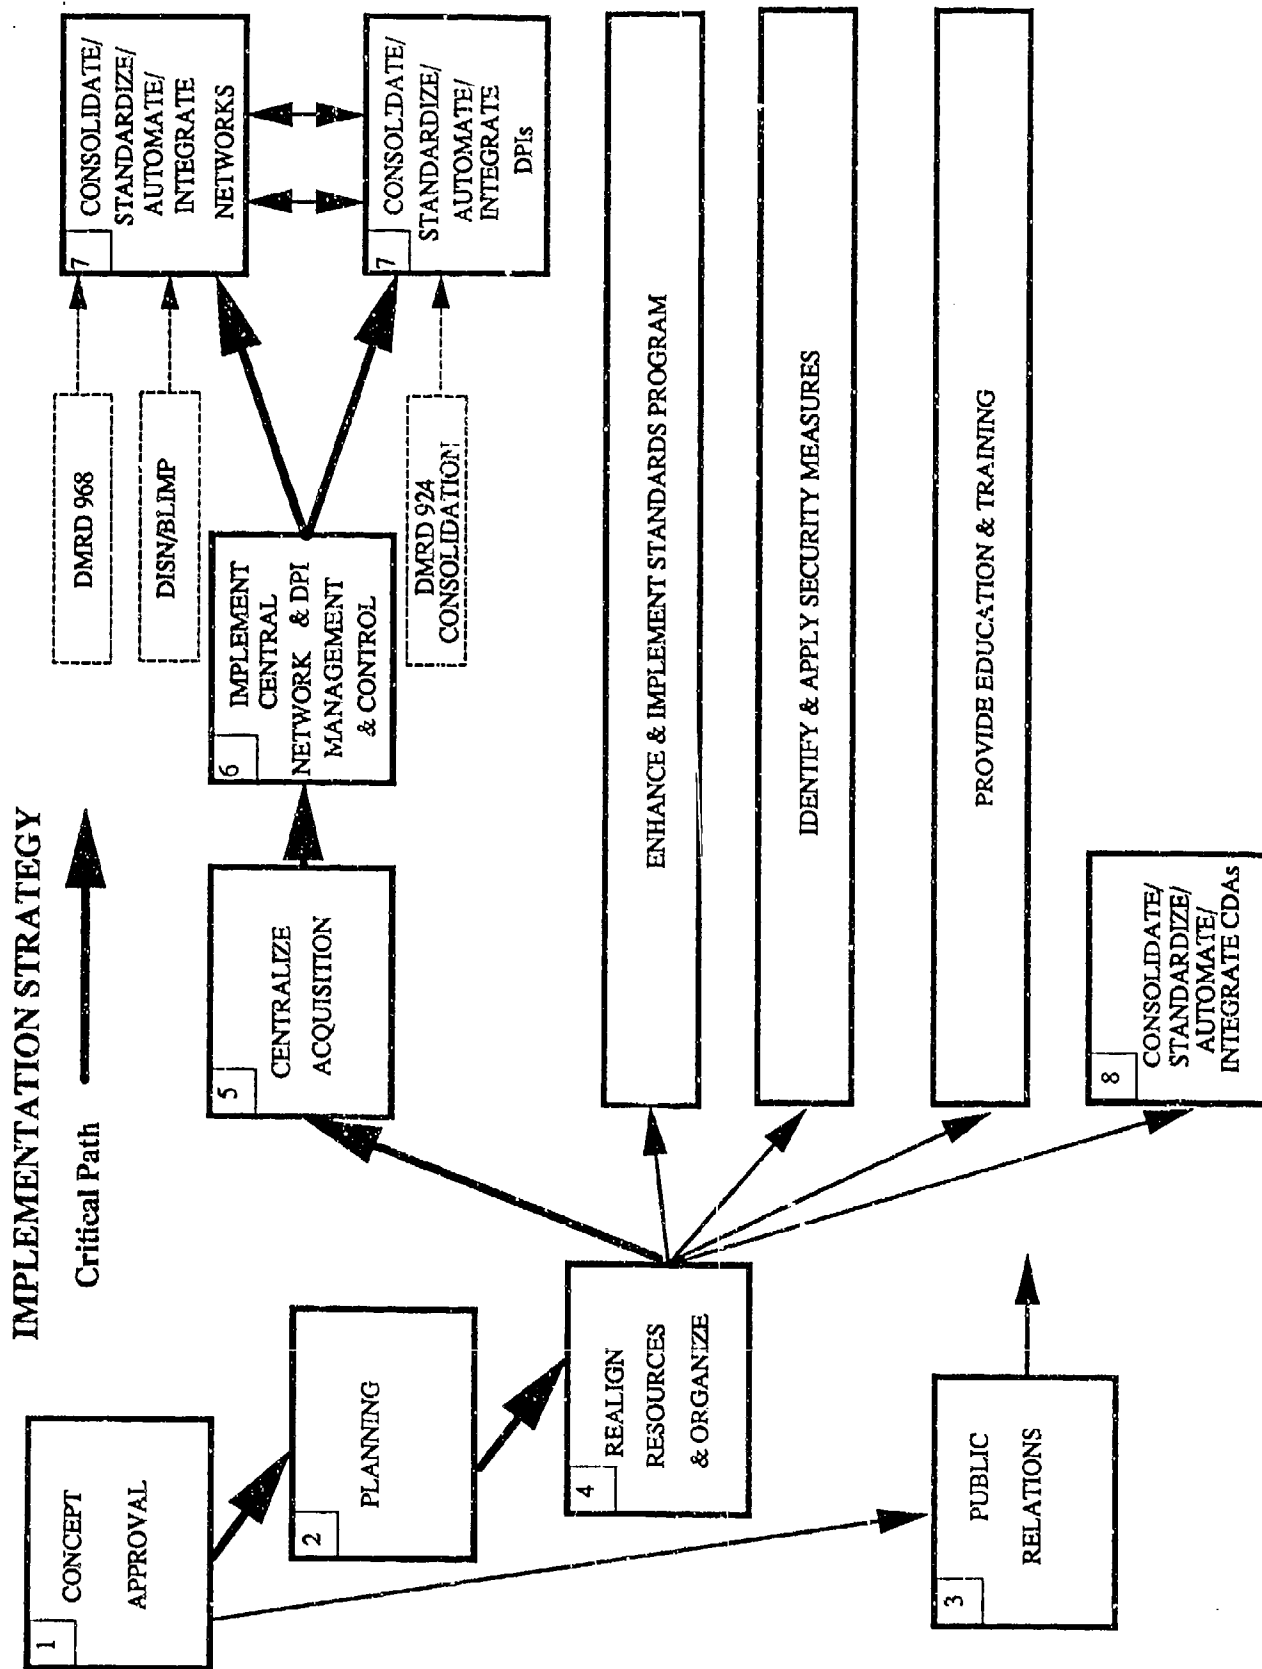 IMPLEMENTATION STRATEGY
Critical Path
1
CONCEPT
APPROVAL
2
PLANNING
3
PUBLIC
RELATIONS
4
REALIGN
RESOURCES
& ORGANIZE
5
CENTRALIZE
ACQUISITION
6
IMPLEMENT
CENTRAL
NETWORK & DPI
MANAGEMENT
& CONTROL
DMRD 968
DISN/BLIMP
DMRD 924
CONSOLIDATION
7
CONSOLIDATE/
STANDARDIZE/
AUTOMATE/
INTEGRATE
NETWORKS
7
CONSOLIDATE/
STANDARDIZE/
AUTOMATE/
INTEGRATE
DPIs
ENHANCE & IMPLEMENT STANDARDS PROGRAM
IDENTIFY & APPLY SECURITY MEASURES
PROVIDE EDUCATION & TRAINING
8
CONSOLIDATE/
STANDARDIZE/
AUTOMATE/
INTEGRATE CDAs